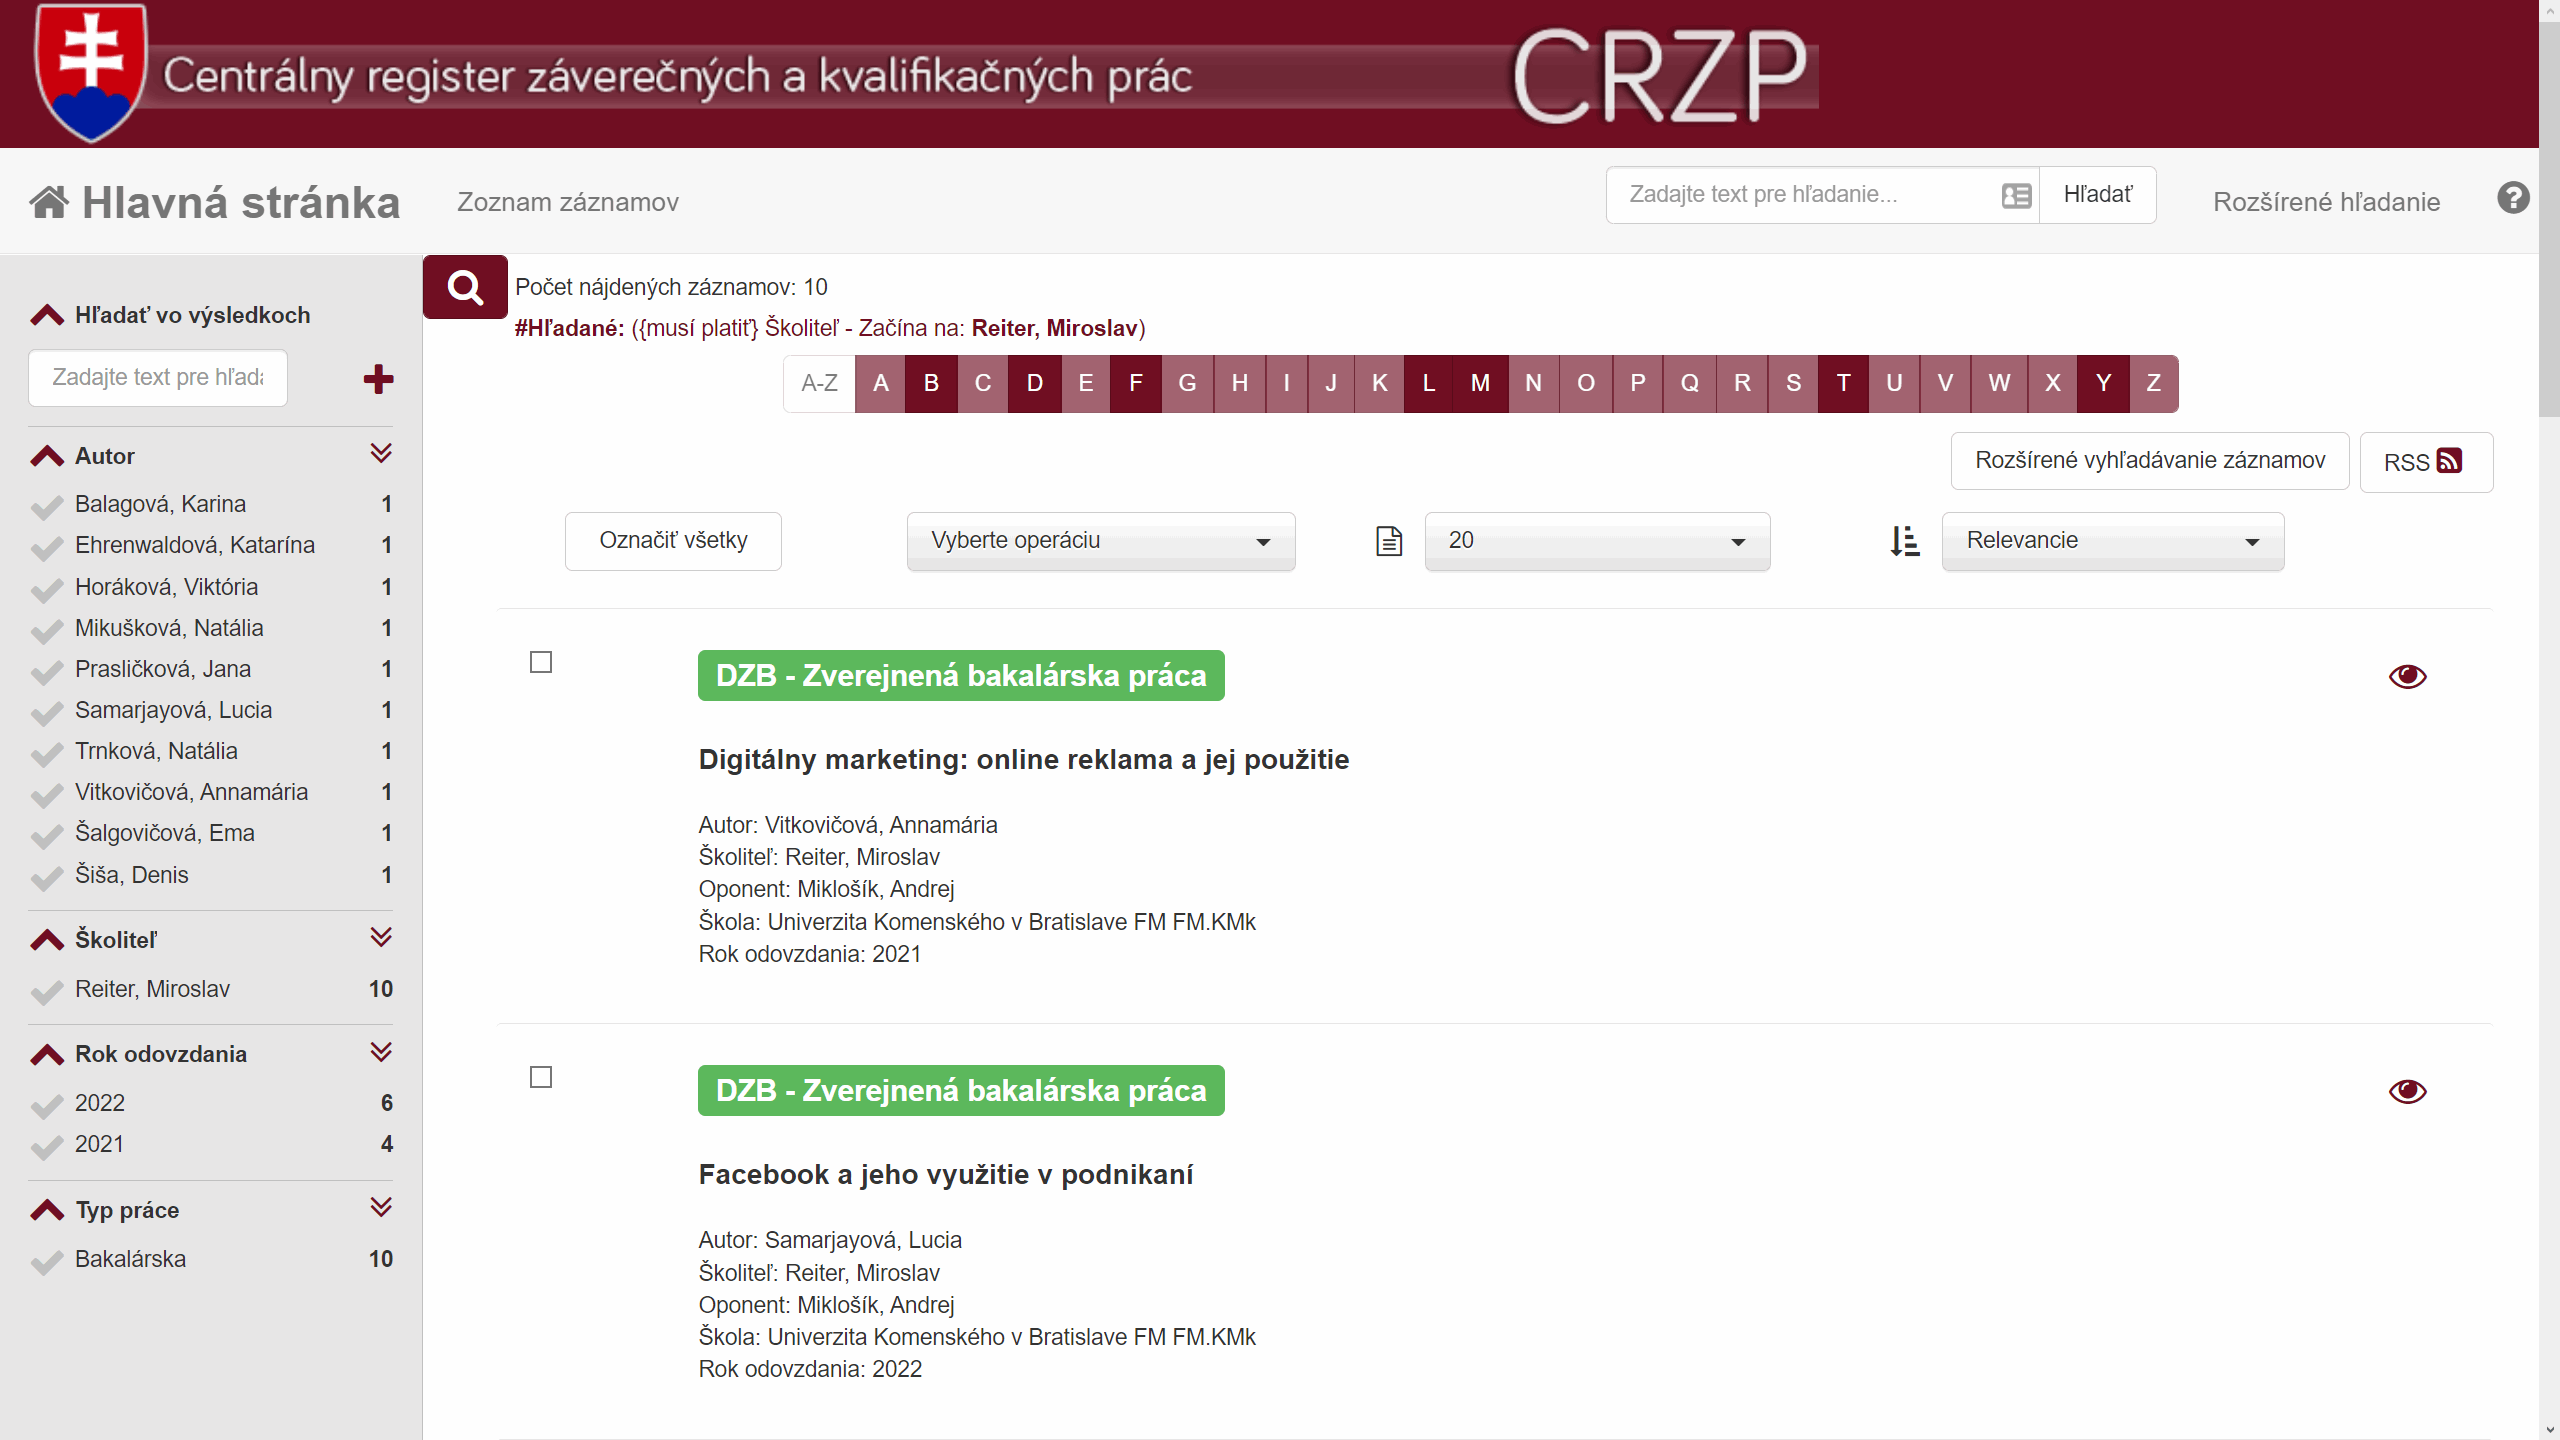 Centrálny register záverečných a kvalifikačných prác
CRZP
Hlavná stránka
Zoznam záznamov
Zadajte text pre hľadanie...
Hľadať
Rozšírené hľadanie
Hľadať vo výsledkoch
Zadajte text pre hľada
Autor
Balagová, Karina 1
Ehrenwaldová, Katarína 1
Horáková, Viktória 1
Mikušková, Natália 1
Prasličková, Jana 1
Samarjayová, Lucia 1
Trnková, Natália 1
Vitkovičová, Annamária 1
Šalgovičová, Ema 1
Šiša, Denis 1
Školiteľ
Reiter, Miroslav 10
Rok odovzdania
2022 6
2021 4
Typ práce
Bakalárska 10
Počet nájdených záznamov: 10
#Hľadané: ({musí platiť} Školiteľ - Začína na: Reiter, Miroslav)
A-Z A B C D E F G H I J K L M N O P Q R S T U V W X Y Z
Rozšírené vyhľadávanie záznamov
RSS
Označiť všetky
Vyberte operáciu
20
Relevancie
DZB - Zverejnená bakalárska práca
Digitálny marketing: online reklama a jej použitie
Autor: Vitkovičová, Annamária
Školiteľ: Reiter, Miroslav
Oponent: Miklošík, Andrej
Škola: Univerzita Komenského v Bratislave FM FM.KMk
Rok odovzdania: 2021
DZB - Zverejnená bakalárska práca
Facebook a jeho využitie v podnikaní
Autor: Samarjayová, Lucia
Školiteľ: Reiter, Miroslav
Oponent: Miklošík, Andrej
Škola: Univerzita Komenského v Bratislave FM FM.KMk
Rok odovzdania: 2022